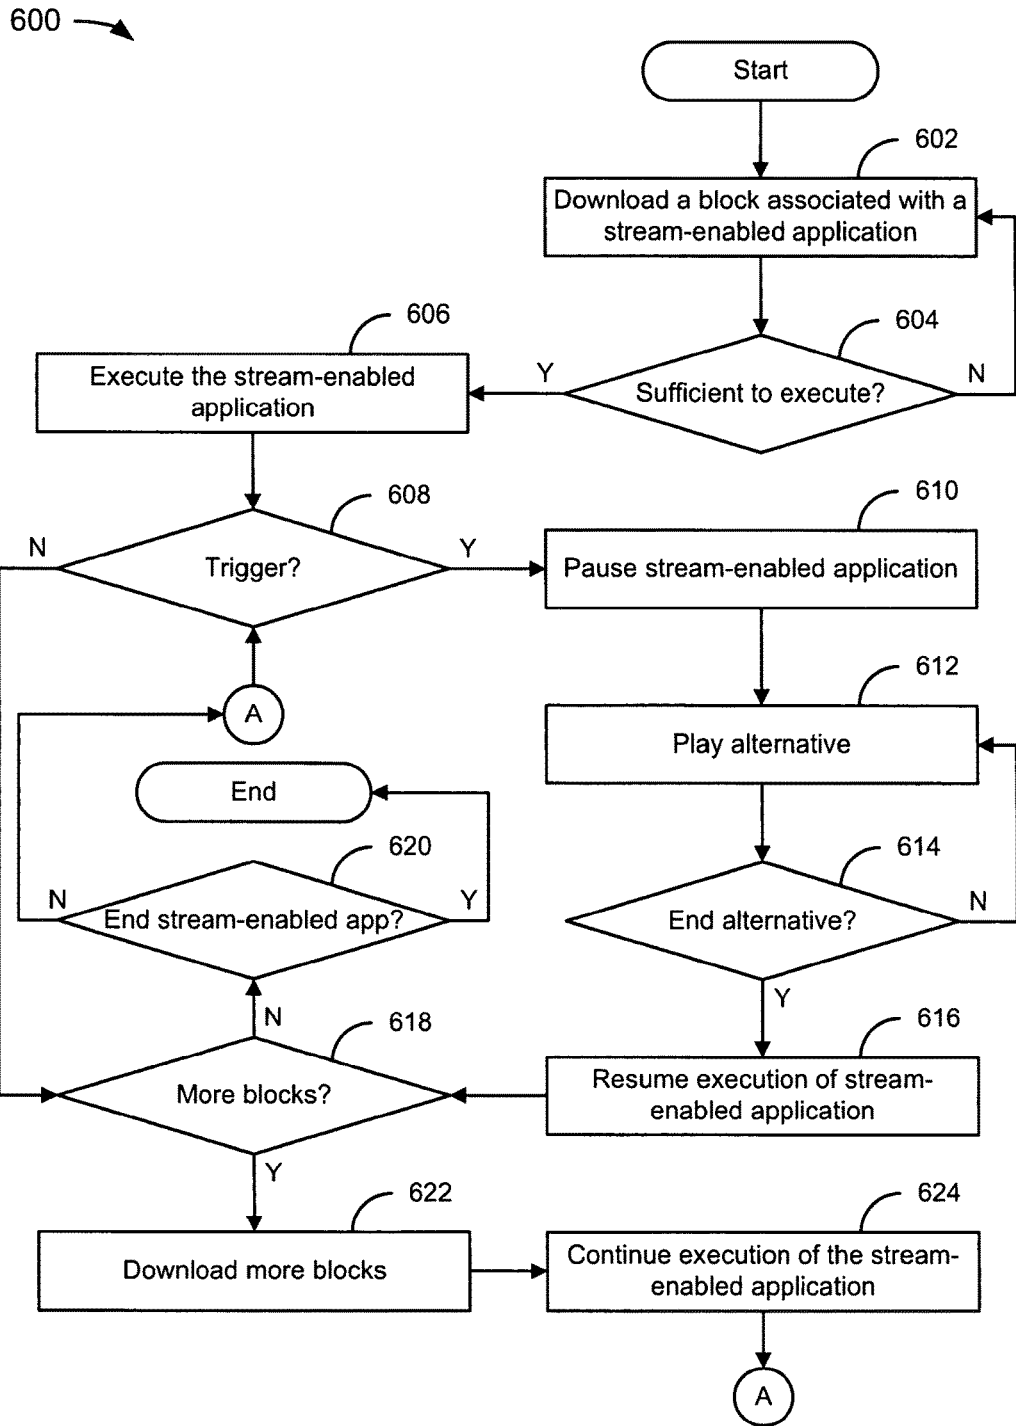 600
Start
602
Download a block associated with a
stream-enabled application
604
Sufficient to execute?
Y
N
606
Execute the stream-enabled
application
608
Trigger?
N
Y
610
Pause stream-enabled application
612
Play alternative
A
End
614
End alternative?
N
Y
620
End stream-enabled app?
N
Y
616
Resume execution of stream-
enabled application
618
More blocks?
N
Y
622
Download more blocks
624
Continue execution of the stream-
enabled application
A